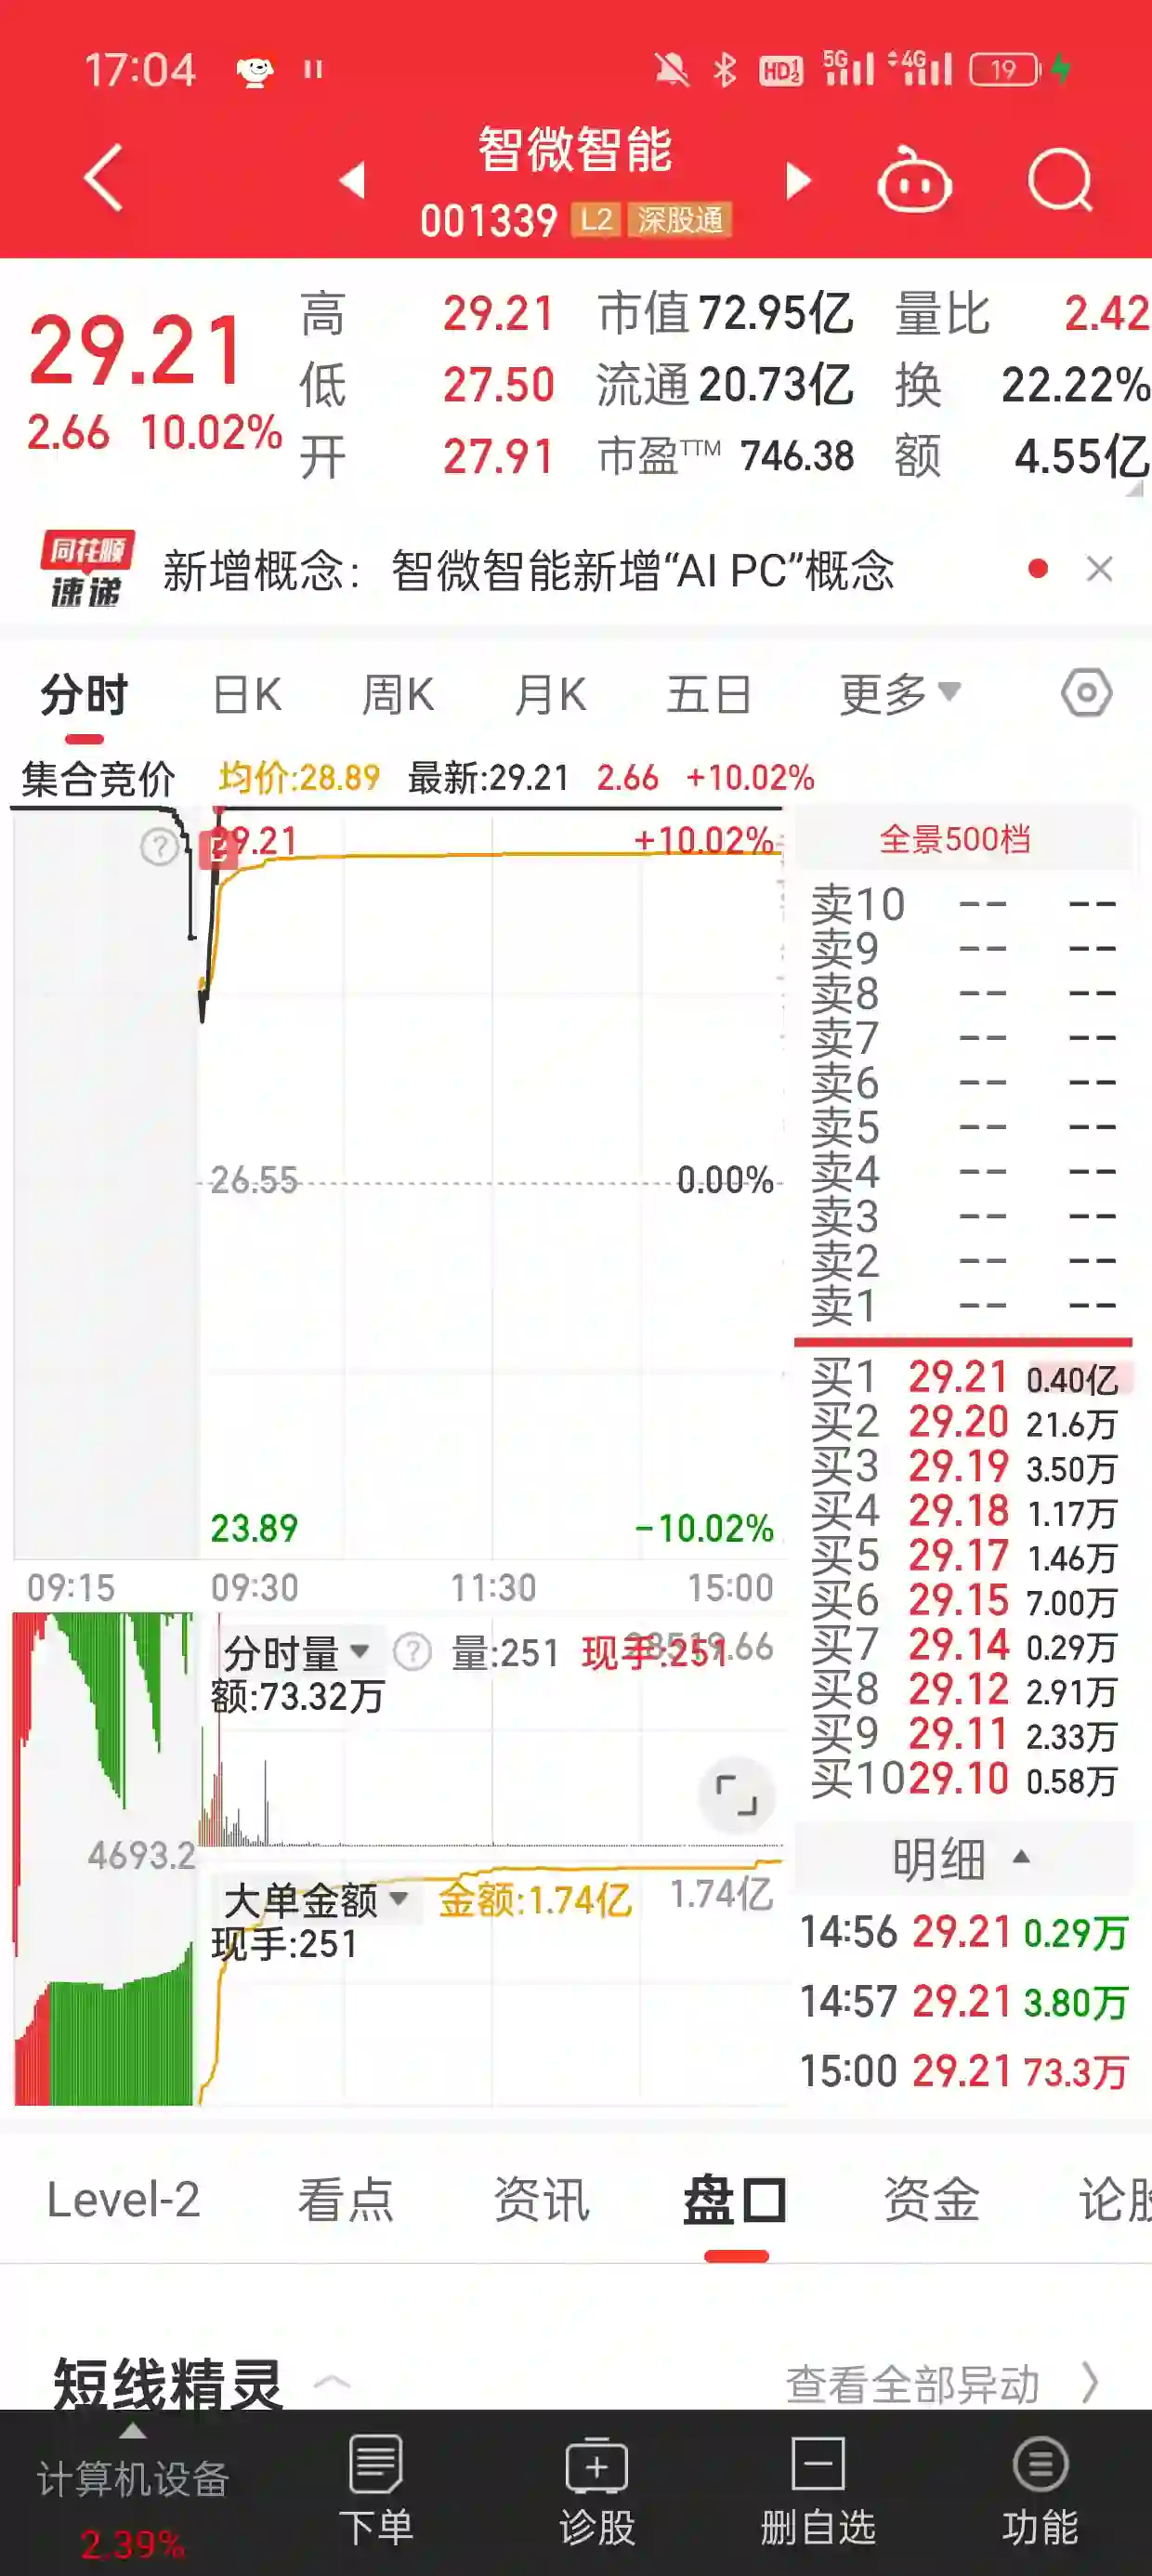 17:04
HD 1 2 5G 4G 19
智微智能
001339 L2 深股通
29.21
2.66 10.02%
高 29.21 市值 72.95亿 量比 2.42
低 27.50 流通 20.73亿 换 22.22%
开 27.91 市盈TTM 746.38 额 4.55亿
同花顺
速递
新增概念：智微智能新增“AI PC”概念
分时 日K 周K 月K 五日 更多
集合竞价 均价:28.89 最新:29.21 2.66 +10.02%
29.21 +10.02%
26.55 0.00%
23.89 -10.02%
09:15 09:30 11:30 15:00
全景500档
卖10 -- --
卖9 -- --
卖8 -- --
卖7 -- --
卖6 -- --
卖5 -- --
卖4 -- --
卖3 -- --
卖2 -- --
卖1 -- --
买1 29.21 0.40亿
买2 29.20 21.6万
买3 29.19 3.50万
买4 29.18 1.17万
买5 29.17 1.46万
买6 29.15 7.00万
买7 29.14 0.29万
买8 29.12 2.91万
买9 29.11 2.33万
买10 29.10 0.58万
分时量 量:251 现手:251
额:73.32万
4693.2
大单金额 金额:1.74亿 1.74亿
现手:251
明细
14:56 29.21 0.29万
14:57 29.21 3.80万
15:00 29.21 73.3万
Level-2 看点 资讯 盘口 资金 论股
短线精灵 查看全部异动
计算机设备
2.39%
下单 诊股 删自选 功能